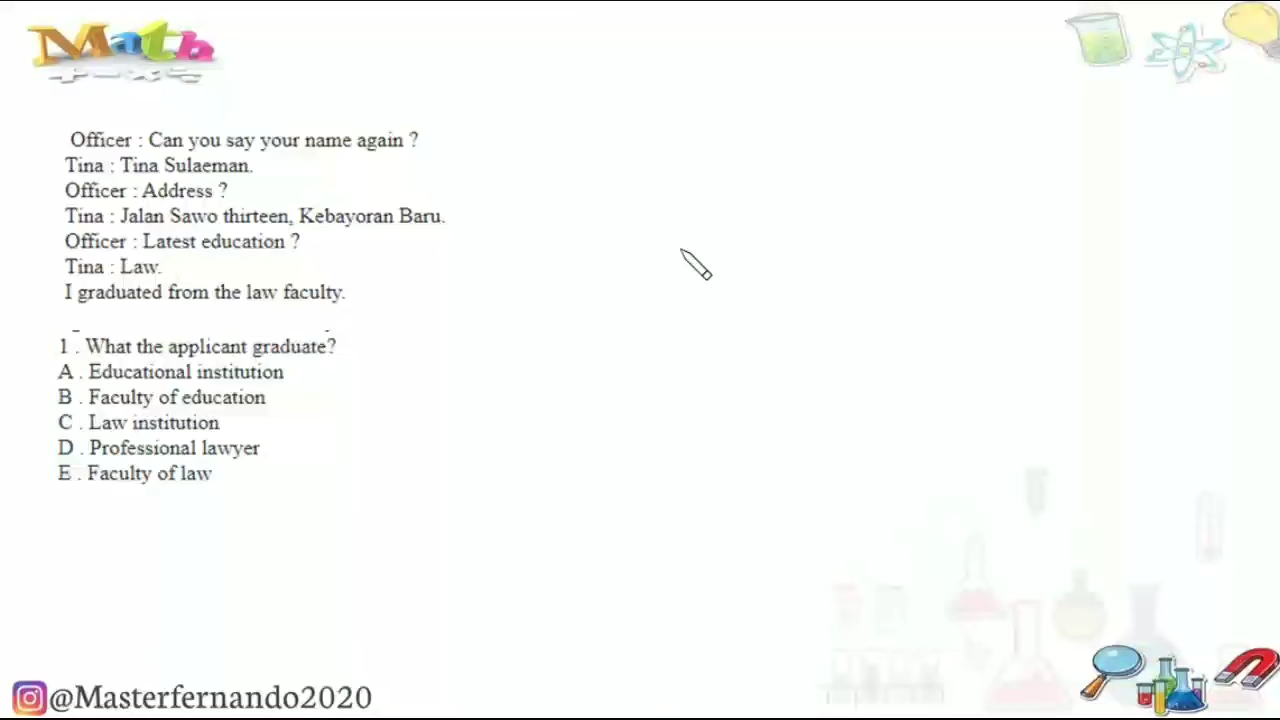 Math
Officer : Can you say your name again ?
Tina : Tina Sulaeman.
Officer : Address ?
Tina : Jalan Sawo thirteen, Kebayoran Baru.
Officer : Latest education ?
Tina : Law.
I graduated from the law faculty.
1 . What the applicant graduate?
A . Educational institution
B . Faculty of education
C . Law institution
D . Professional lawyer
E . Faculty of law
@Masterfernando2020